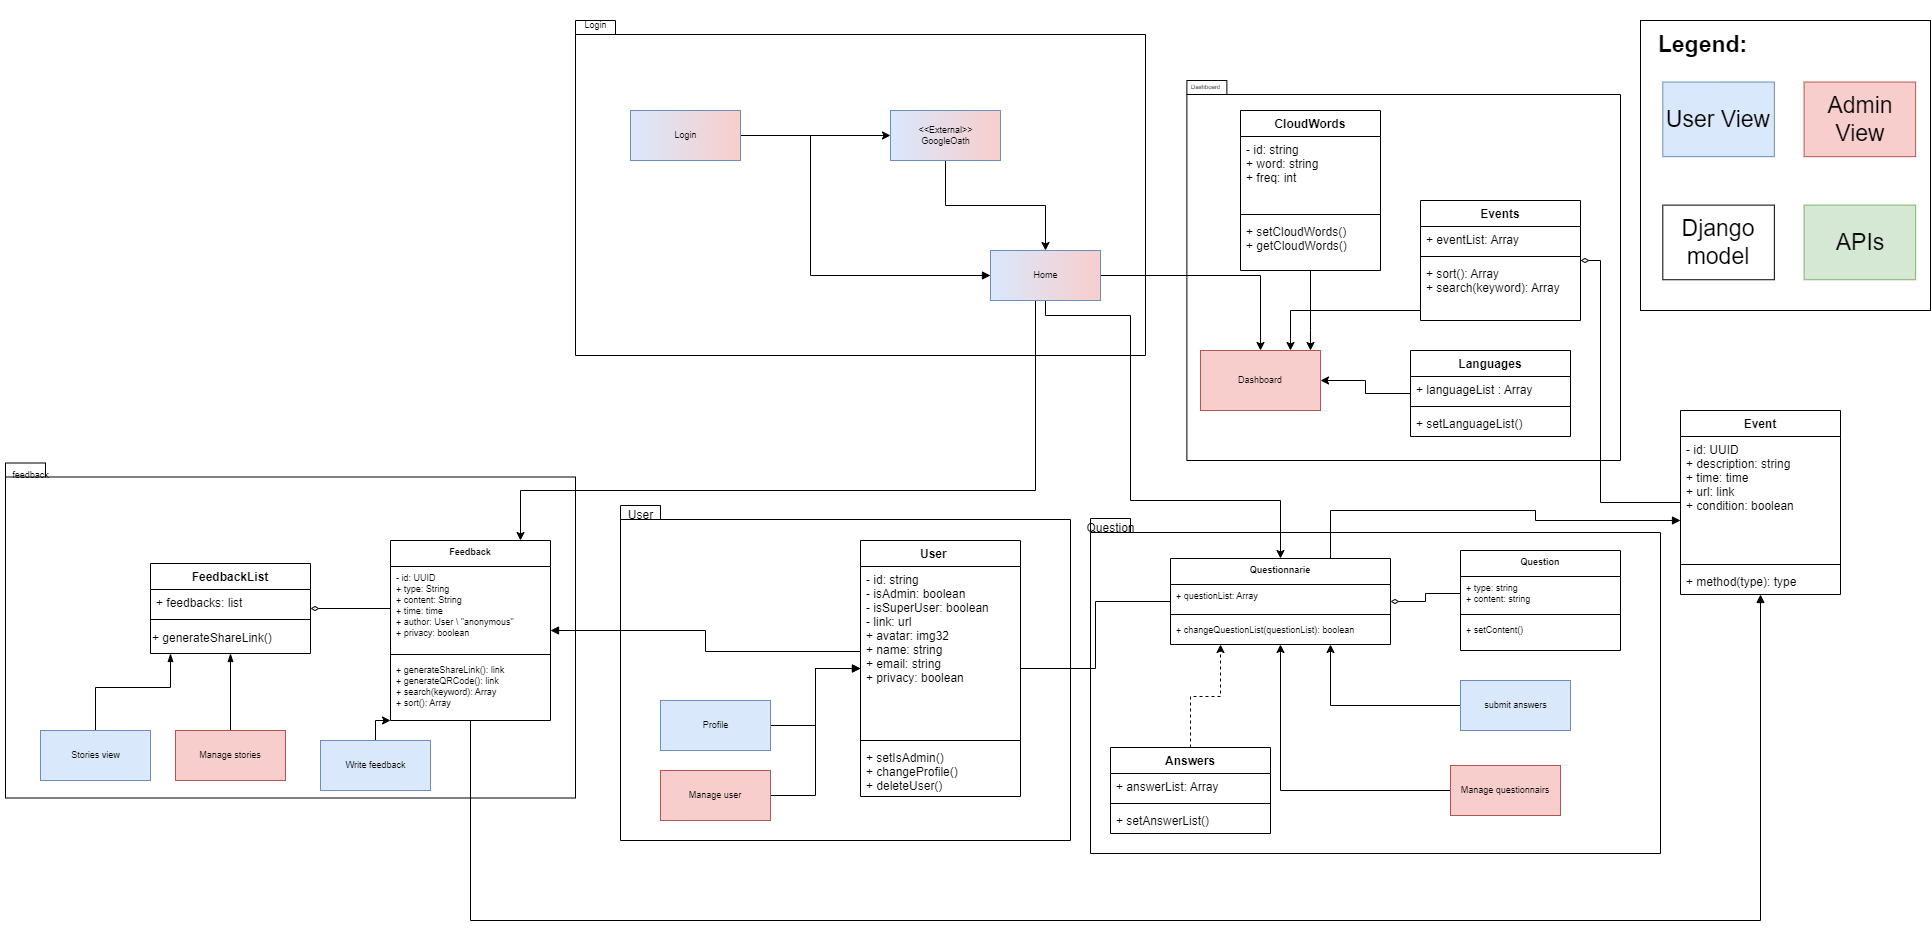 Login
Login
<<External>>
GoogleOath
Home
Dashboard
CloudWords
- id: string
+ word: string
+ freq: int
+ setCloudWords()
+ getCloudWords()
Events
+ eventList: Array
+ sort(): Array
+ search(keyword): Array
Dashboard
Languages
+ languageList : Array
+ setLanguageList()
Legend:
User View
Admin
View
Django
model
APIs
Event
- id: UUID
+ description: string
+ time: time
+ url: link
+ condition: boolean
+ method(type): type
feedback
FeedbackList
+ feedbacks: list
+ generateShareLink()
Feedback
- id: UUID
+ type: String
+ content: String
+ time: time
+ author: User \ "anonymous"
+ privacy: boolean
+ generateShareLink(): link
+ generateQRCode(): link
+ search(keyword): Array
+ sort(): Array
Stories view
Manage stories
Write feedback
User
User
- id: string
- isAdmin: boolean
- isSuperUser: boolean
- link: url
+ avatar: img32
+ name: string
+ email: string
+ privacy: boolean
+ setIsAdmin()
+ changeProfile()
+ deleteUser()
Profile
Manage user
Question
Questionnarie
+ questionList: Array
+ changeQuestionList(questionList): boolean
Question
+ type: string
+ content: string
+ setContent()
submit answers
Answers
+ answerList: Array
+ setAnswerList()
Manage questionnairs